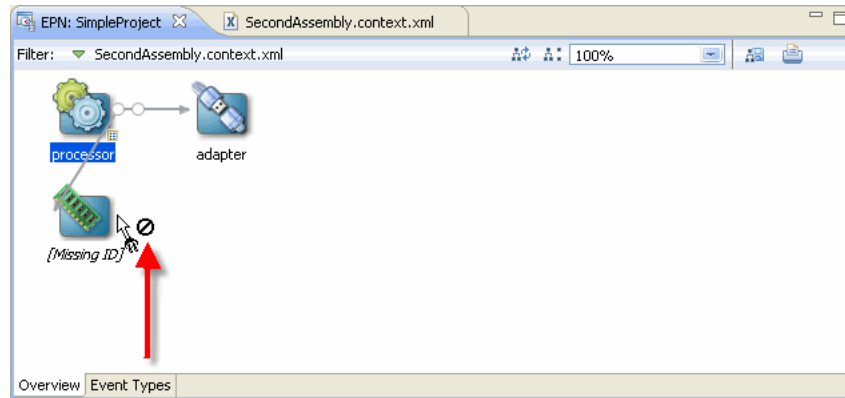 EPN: SimpleProject SecondAssembly.context.xml
Filter: SecondAssembly.context.xml 100%
processor adapter
[Missing ID]
Overview Event Types